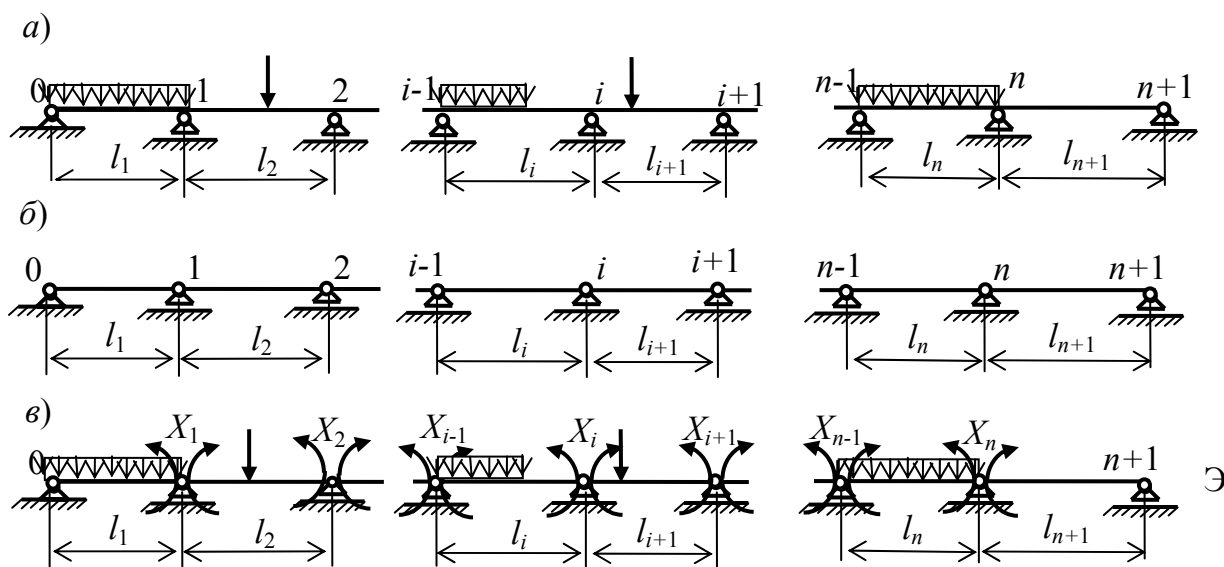 а)
0 1 2 i-1 i i+1 n-1 n n+1
l1 l2 li li+1 ln ln+1
б)
0 1 2 i-1 i i+1 n-1 n n+1
l1 l2 li li+1 ln ln+1
в)
X1 X2 Xi-1 Xi Xi+1 Xn-1 Xn
0 n+1 Э
l1 l2 li li+1 ln ln+1